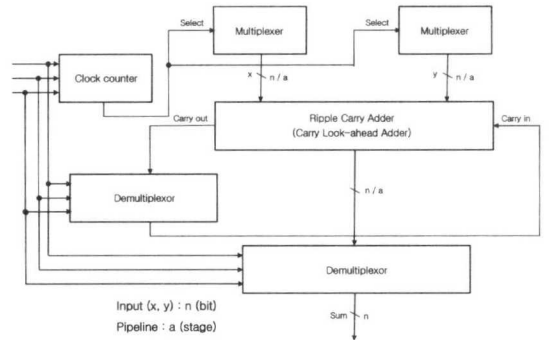 Select
Multiplexer
Select
Multiplexer
Clock counter
x
n / a
y
n / a
Carry out
Ripple Carry Adder
(Carry Look-ahead Adder)
Carry in
Demultiplexor
n / a
Demultiplexor
Input (x, y) : n (bit)
Pipeline : a (stage)
Sum
n